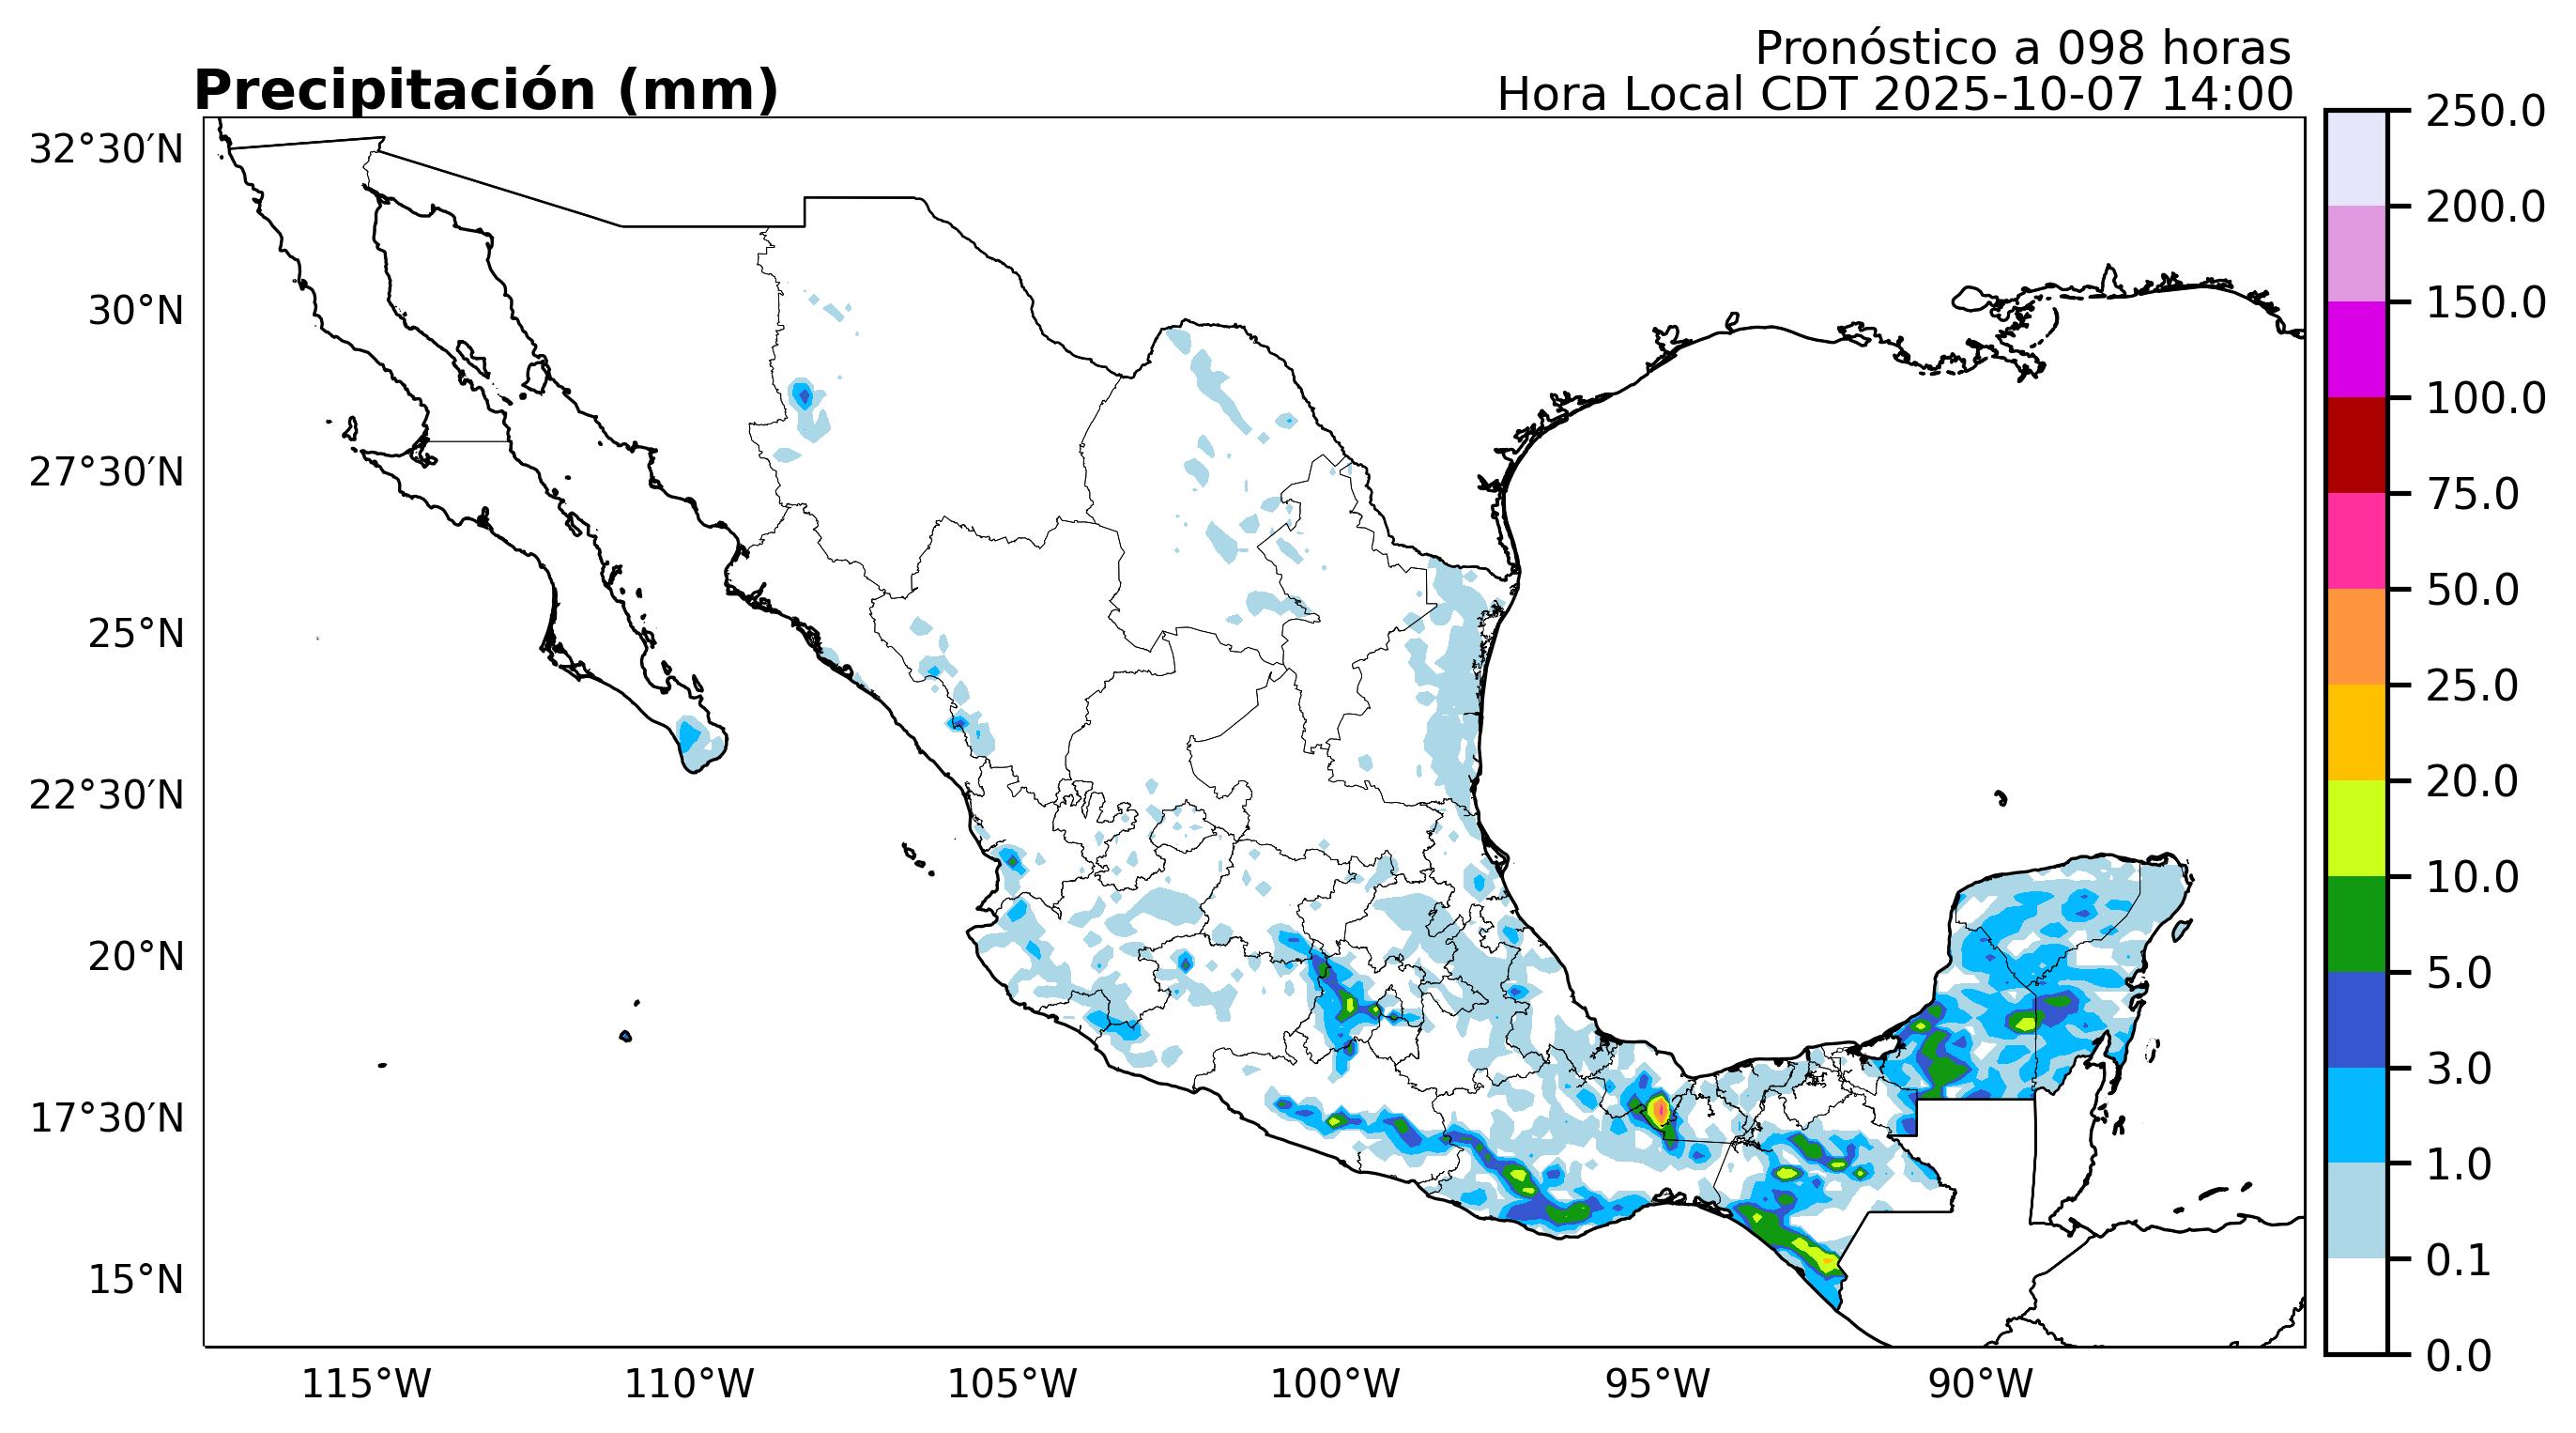 Pronóstico a 098 horas
Precipitación (mm)
Hora Local CDT 2025-10-07 14:00
32°30′N
30°N
27°30′N
25°N
22°30′N
20°N
17°30′N
15°N
115°W
110°W
105°W
100°W
95°W
90°W
250.0
200.0
150.0
100.0
75.0
50.0
25.0
20.0
10.0
5.0
3.0
1.0
0.1
0.0